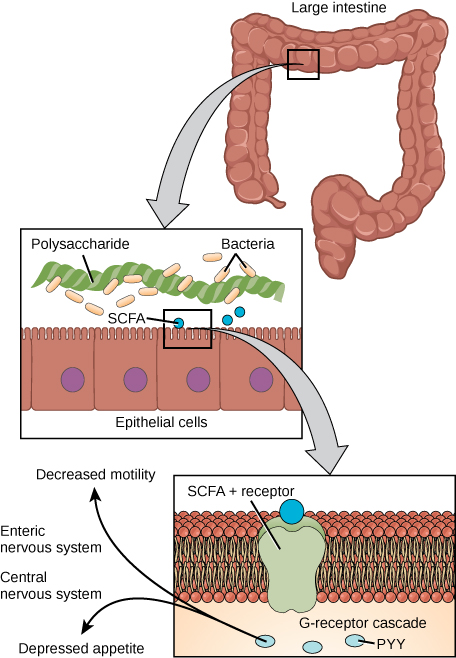 Large intestine
Polysaccharide
Bacteria
SCFA
Epithelial cells
Decreased motility
SCFA + receptor
Enteric
nervous system
Central
nervous system
G-receptor cascade
PYY
Depressed appetite